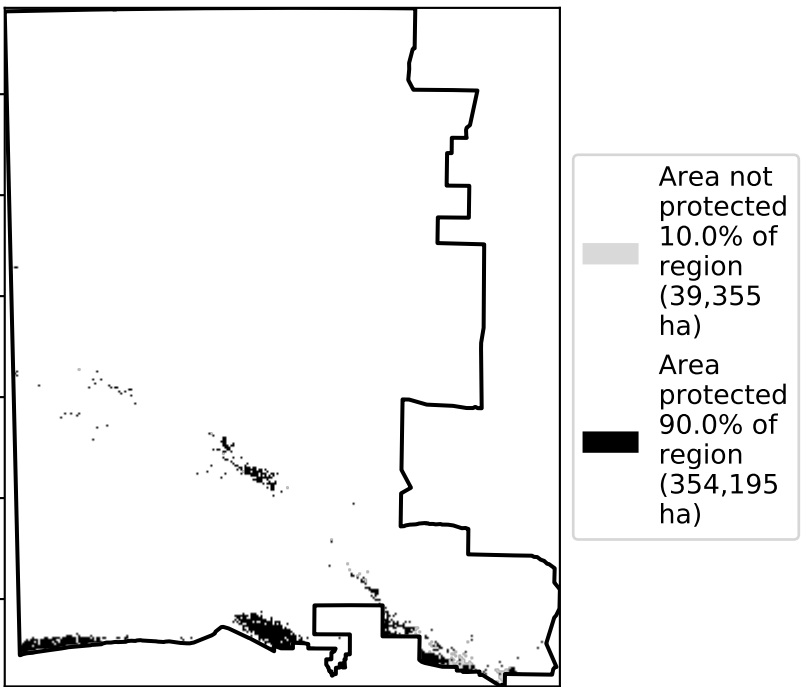 Area not
protected
10.0% of
region
(39,355
ha)
Area
protected
90.0% of
region
(354,195
ha)